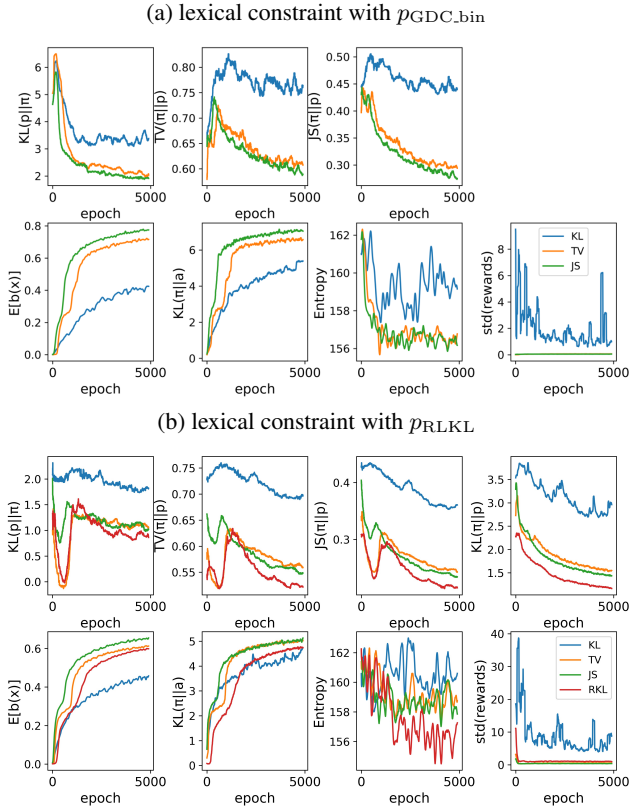 (a) lexical constraint with p_GDC_bin
KL(p||π)
6
5
4
3
2
0
5000
epoch
TV(π||p)
0.80
0.75
0.70
0.65
0.60
0
5000
epoch
JS(π||p)
0.50
0.45
0.40
0.35
0.30
0
5000
epoch
E[b(x)]
0.8
0.6
0.4
0.2
0.0
0
5000
epoch
KL(π||a)
6
4
2
0
0
5000
epoch
Entropy
162
160
158
156
0
5000
epoch
std(rewards)
8
6
4
2
0
KL
TV
JS
0
5000
epoch
(b) lexical constraint with p_RLKL
KL(p||π)
2.0
1.5
1.0
0.5
0.0
0
5000
epoch
TV(π||p)
0.75
0.70
0.65
0.60
0.55
0
5000
epoch
JS(π||p)
0.4
0.3
0
5000
epoch
KL(π||p)
3.5
3.0
2.5
2.0
1.5
0
5000
epoch
E[b(x)]
0.6
0.4
0.2
0.0
0
5000
epoch
KL(π||a)
5
4
3
2
1
0
0
5000
epoch
Entropy
164
162
160
158
156
154
0
5000
epoch
std(rewards)
40
30
20
10
0
KL
TV
JS
RKL
0
5000
epoch